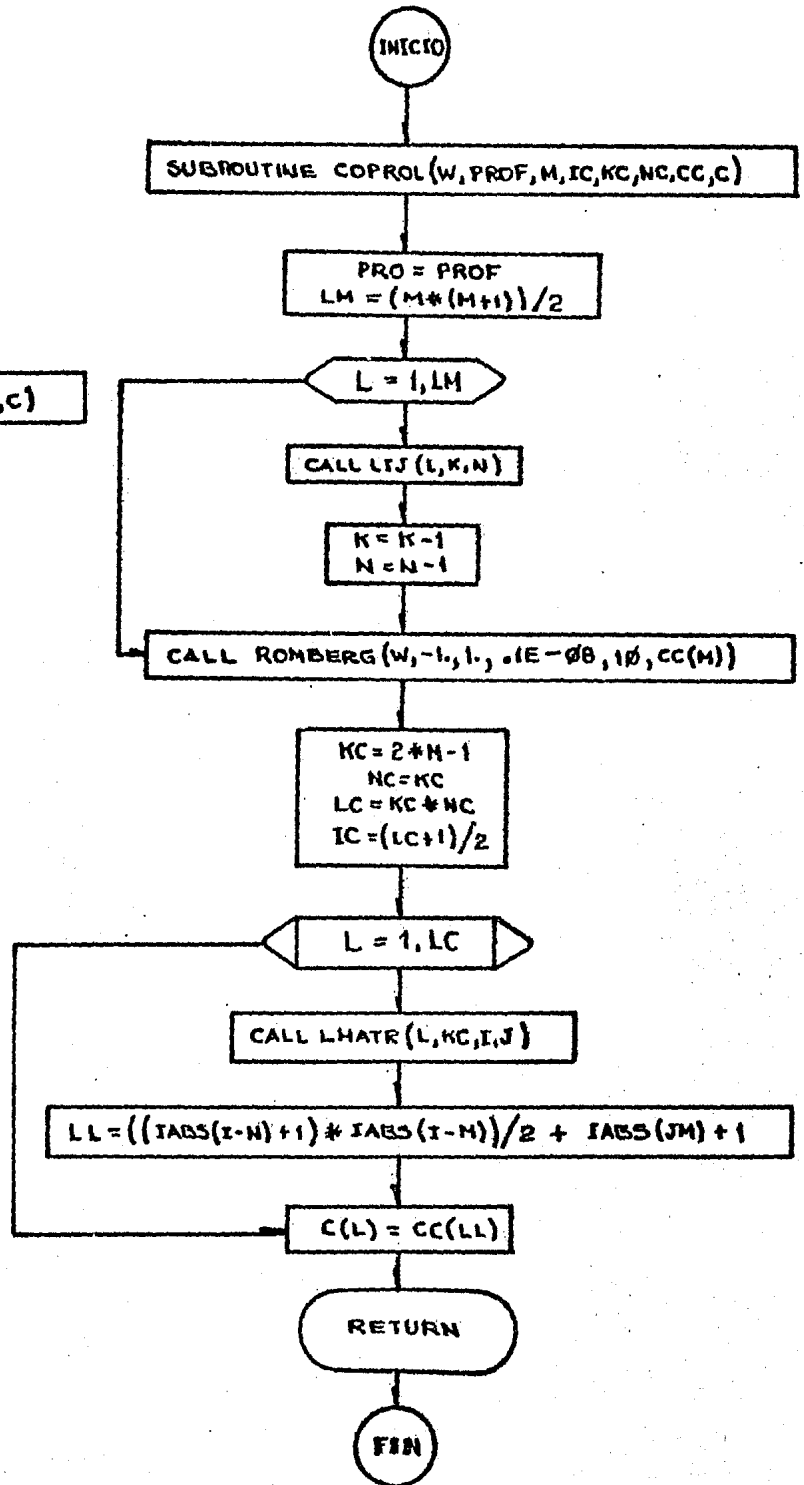 INICIO
SUBROUTINE COPROL(W,PROF,M,IC,KC,NC,CC,C)
PRO = PROF
LM = (M*(M+1))/2
L = 1,LM
,C)
CALL LIJ(L,K,N)
K = K-1
N = N-1
CALL ROMBERG(W,-1.,1.,.1E-Ø8,1Ø,CC(M))
KC = 2*M-1
NC = KC
LC = KC*NC
IC = (LC+1)/2
L = 1,LC
CALL LHATR(L,KC,I,J)
LL = ((IABS(I-N)+1)*IABS(I-M))/2 + IABS(JM)+1
C(L) = CC(LL)
RETURN
FIN